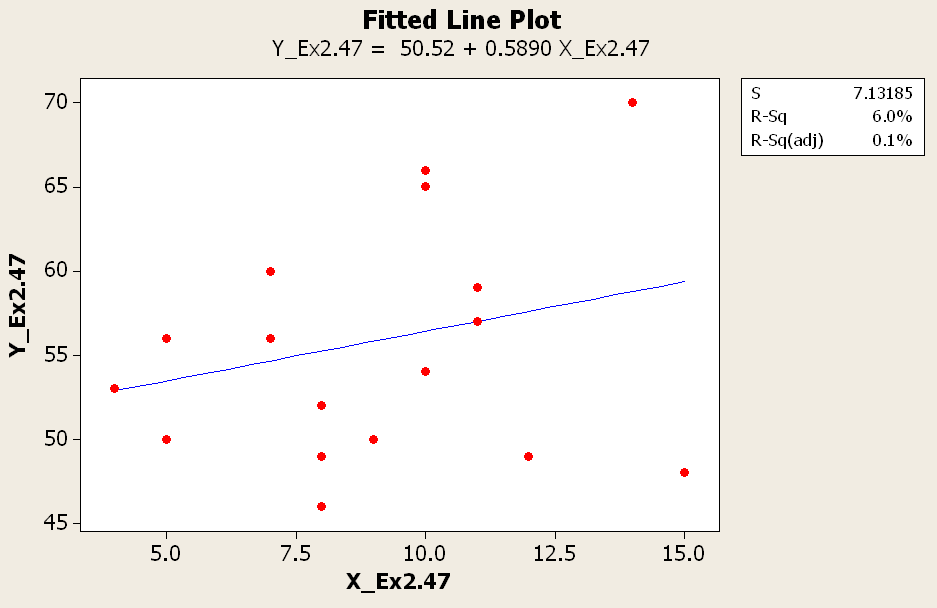 Fitted Line Plot
Y_Ex2.47 = 50.52 + 0.5890 X_Ex2.47
S 7.13185
R-Sq 6.0%
R-Sq(adj) 0.1%
70
65
60
55
50
45
Y_Ex2.47
5.0 7.5 10.0 12.5 15.0
X_Ex2.47